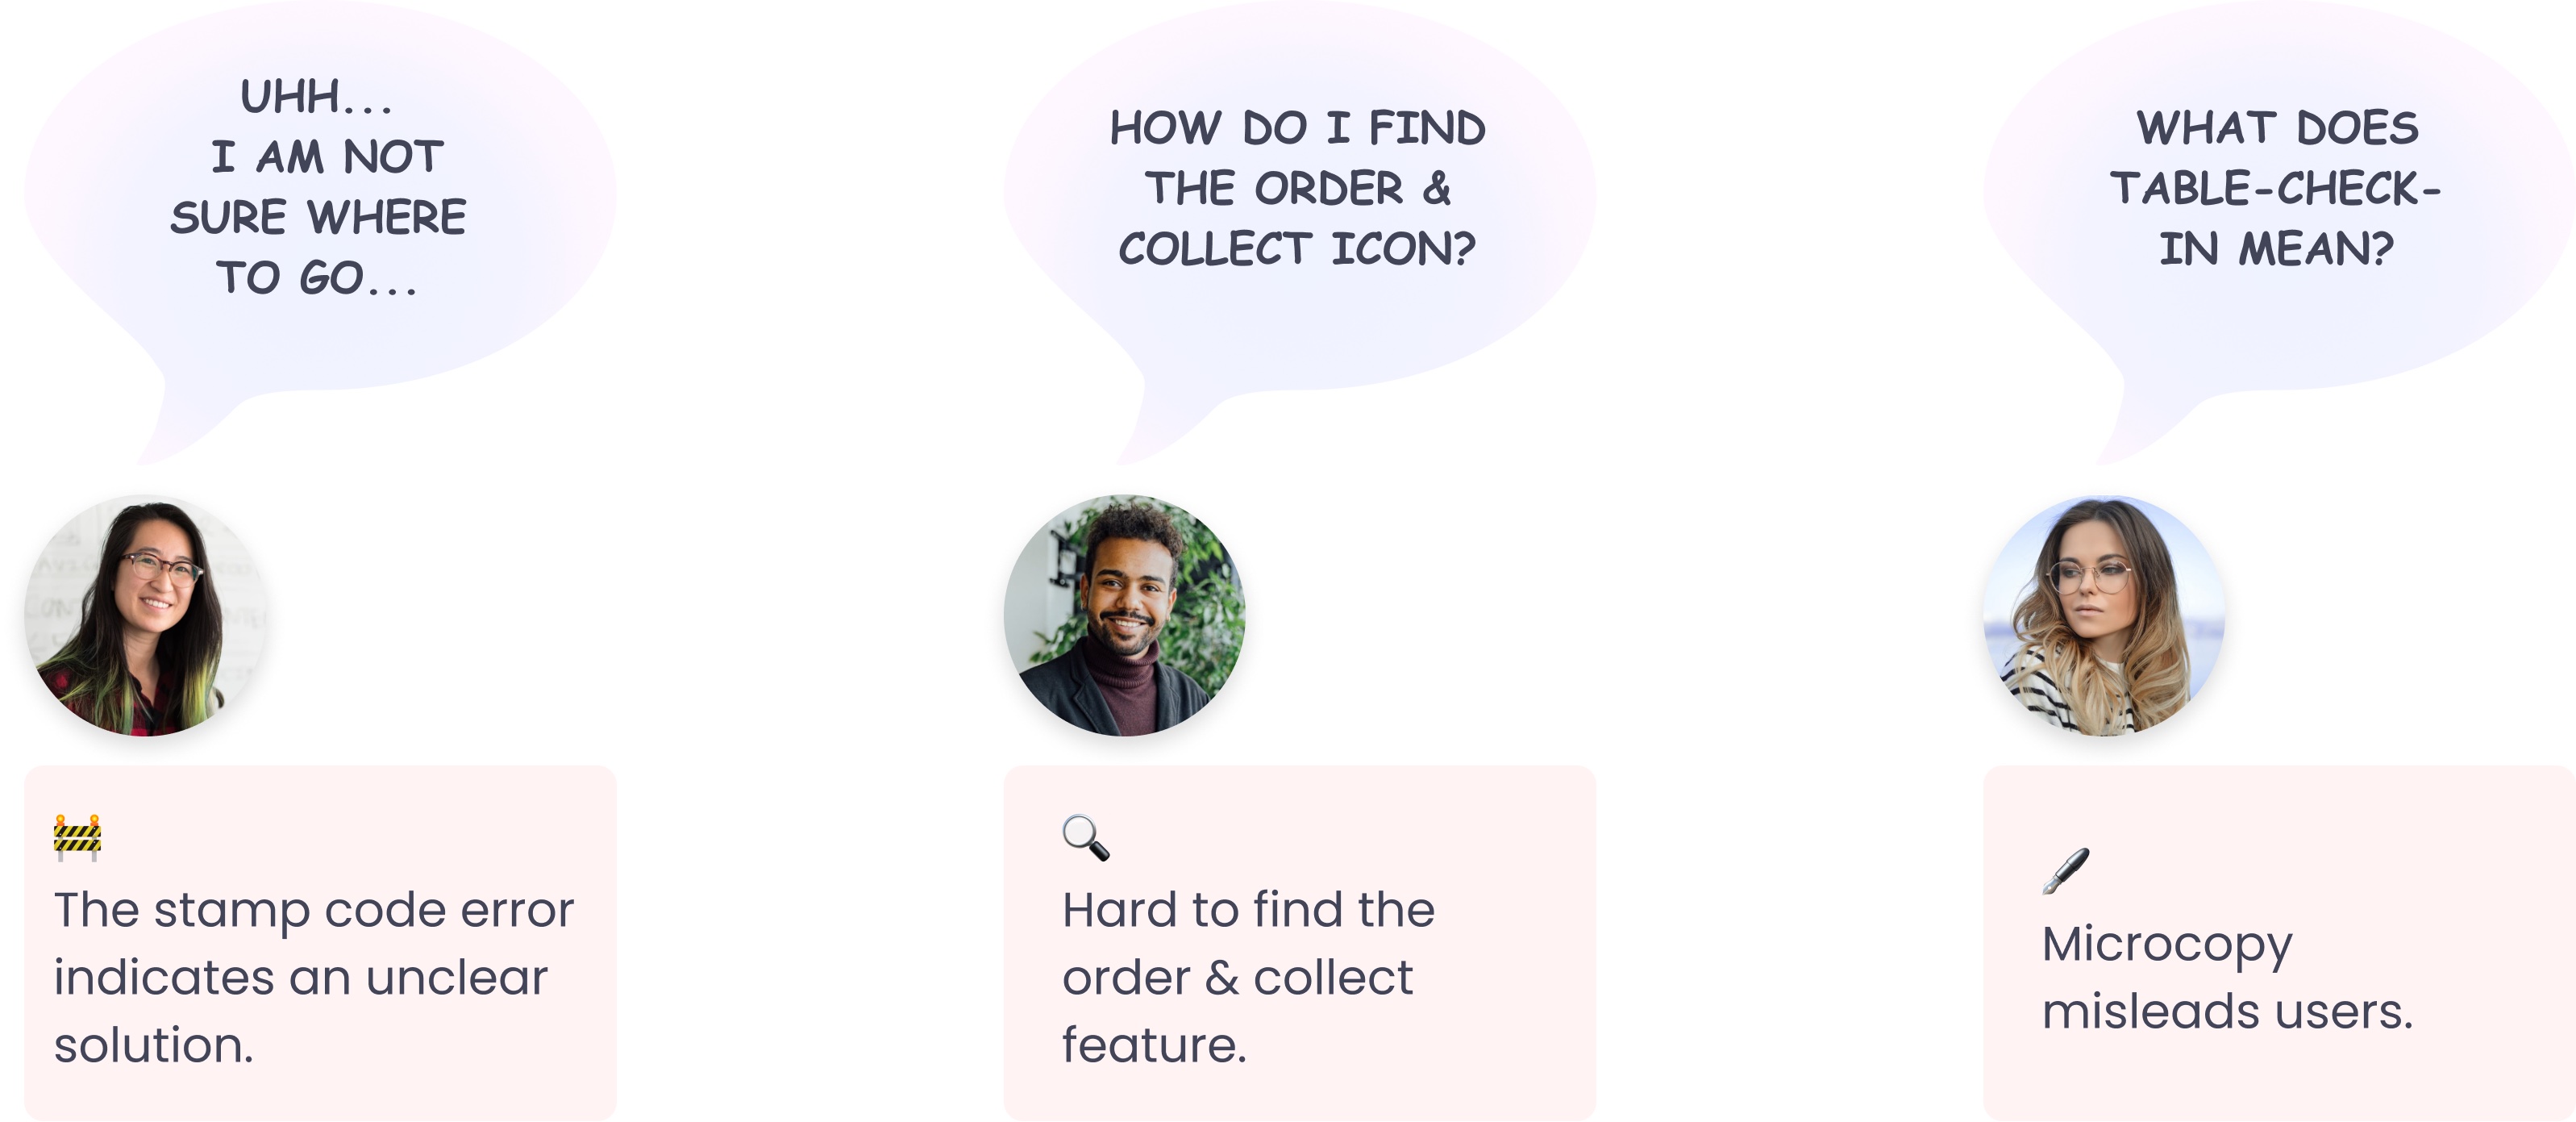 UHH...
I AM NOT
SURE WHERE
TO GO...
HOW DO I FIND
THE ORDER &
COLLECT ICON?
WHAT DOES
TABLE-CHECK-
IN MEAN?
The stamp code error
indicates an unclear
solution.
Hard to find the
order & collect
feature.
Microcopy
misleads users.